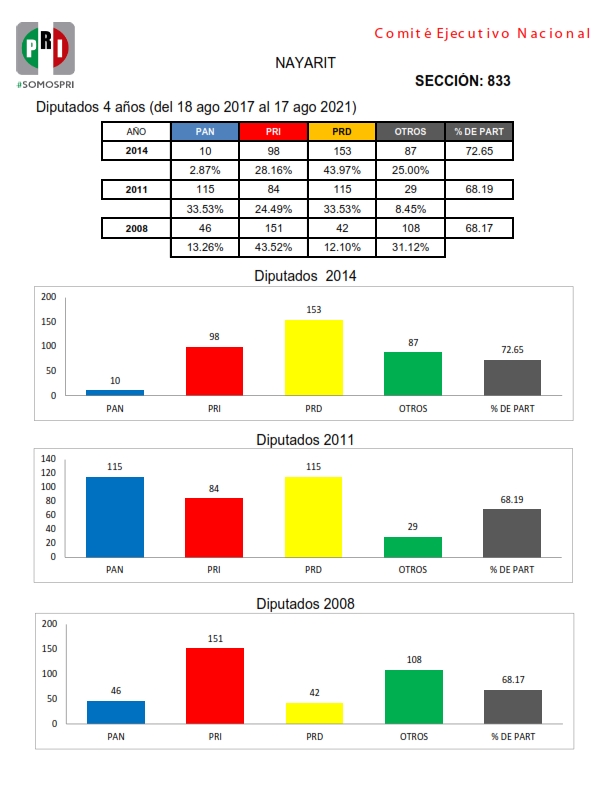 Comité Ejecutivo Nacional
PRI
#SOMOSPRI
NAYARIT
SECCIÓN: 833
Diputados 4 años (del 18 ago 2017 al 17 ago 2021)
AÑO PAN PRI PRD OTROS % DE PART
2014 10 98 153 87 72.65
2.87% 28.16% 43.97% 25.00%
2011 115 84 115 29 68.19
33.53% 24.49% 33.53% 8.45%
2008 46 151 42 108 68.17
13.26% 43.52% 12.10% 31.12%
Diputados 2014
200
150
100
50
0
10 98 153 87 72.65
PAN PRI PRD OTROS % DE PART
Diputados 2011
140
120
100
80
60
40
20
0
115 84 115 29 68.19
PAN PRI PRD OTROS % DE PART
Diputados 2008
200
150
100
50
0
46 151 42 108 68.17
PAN PRI PRD OTROS % DE PART